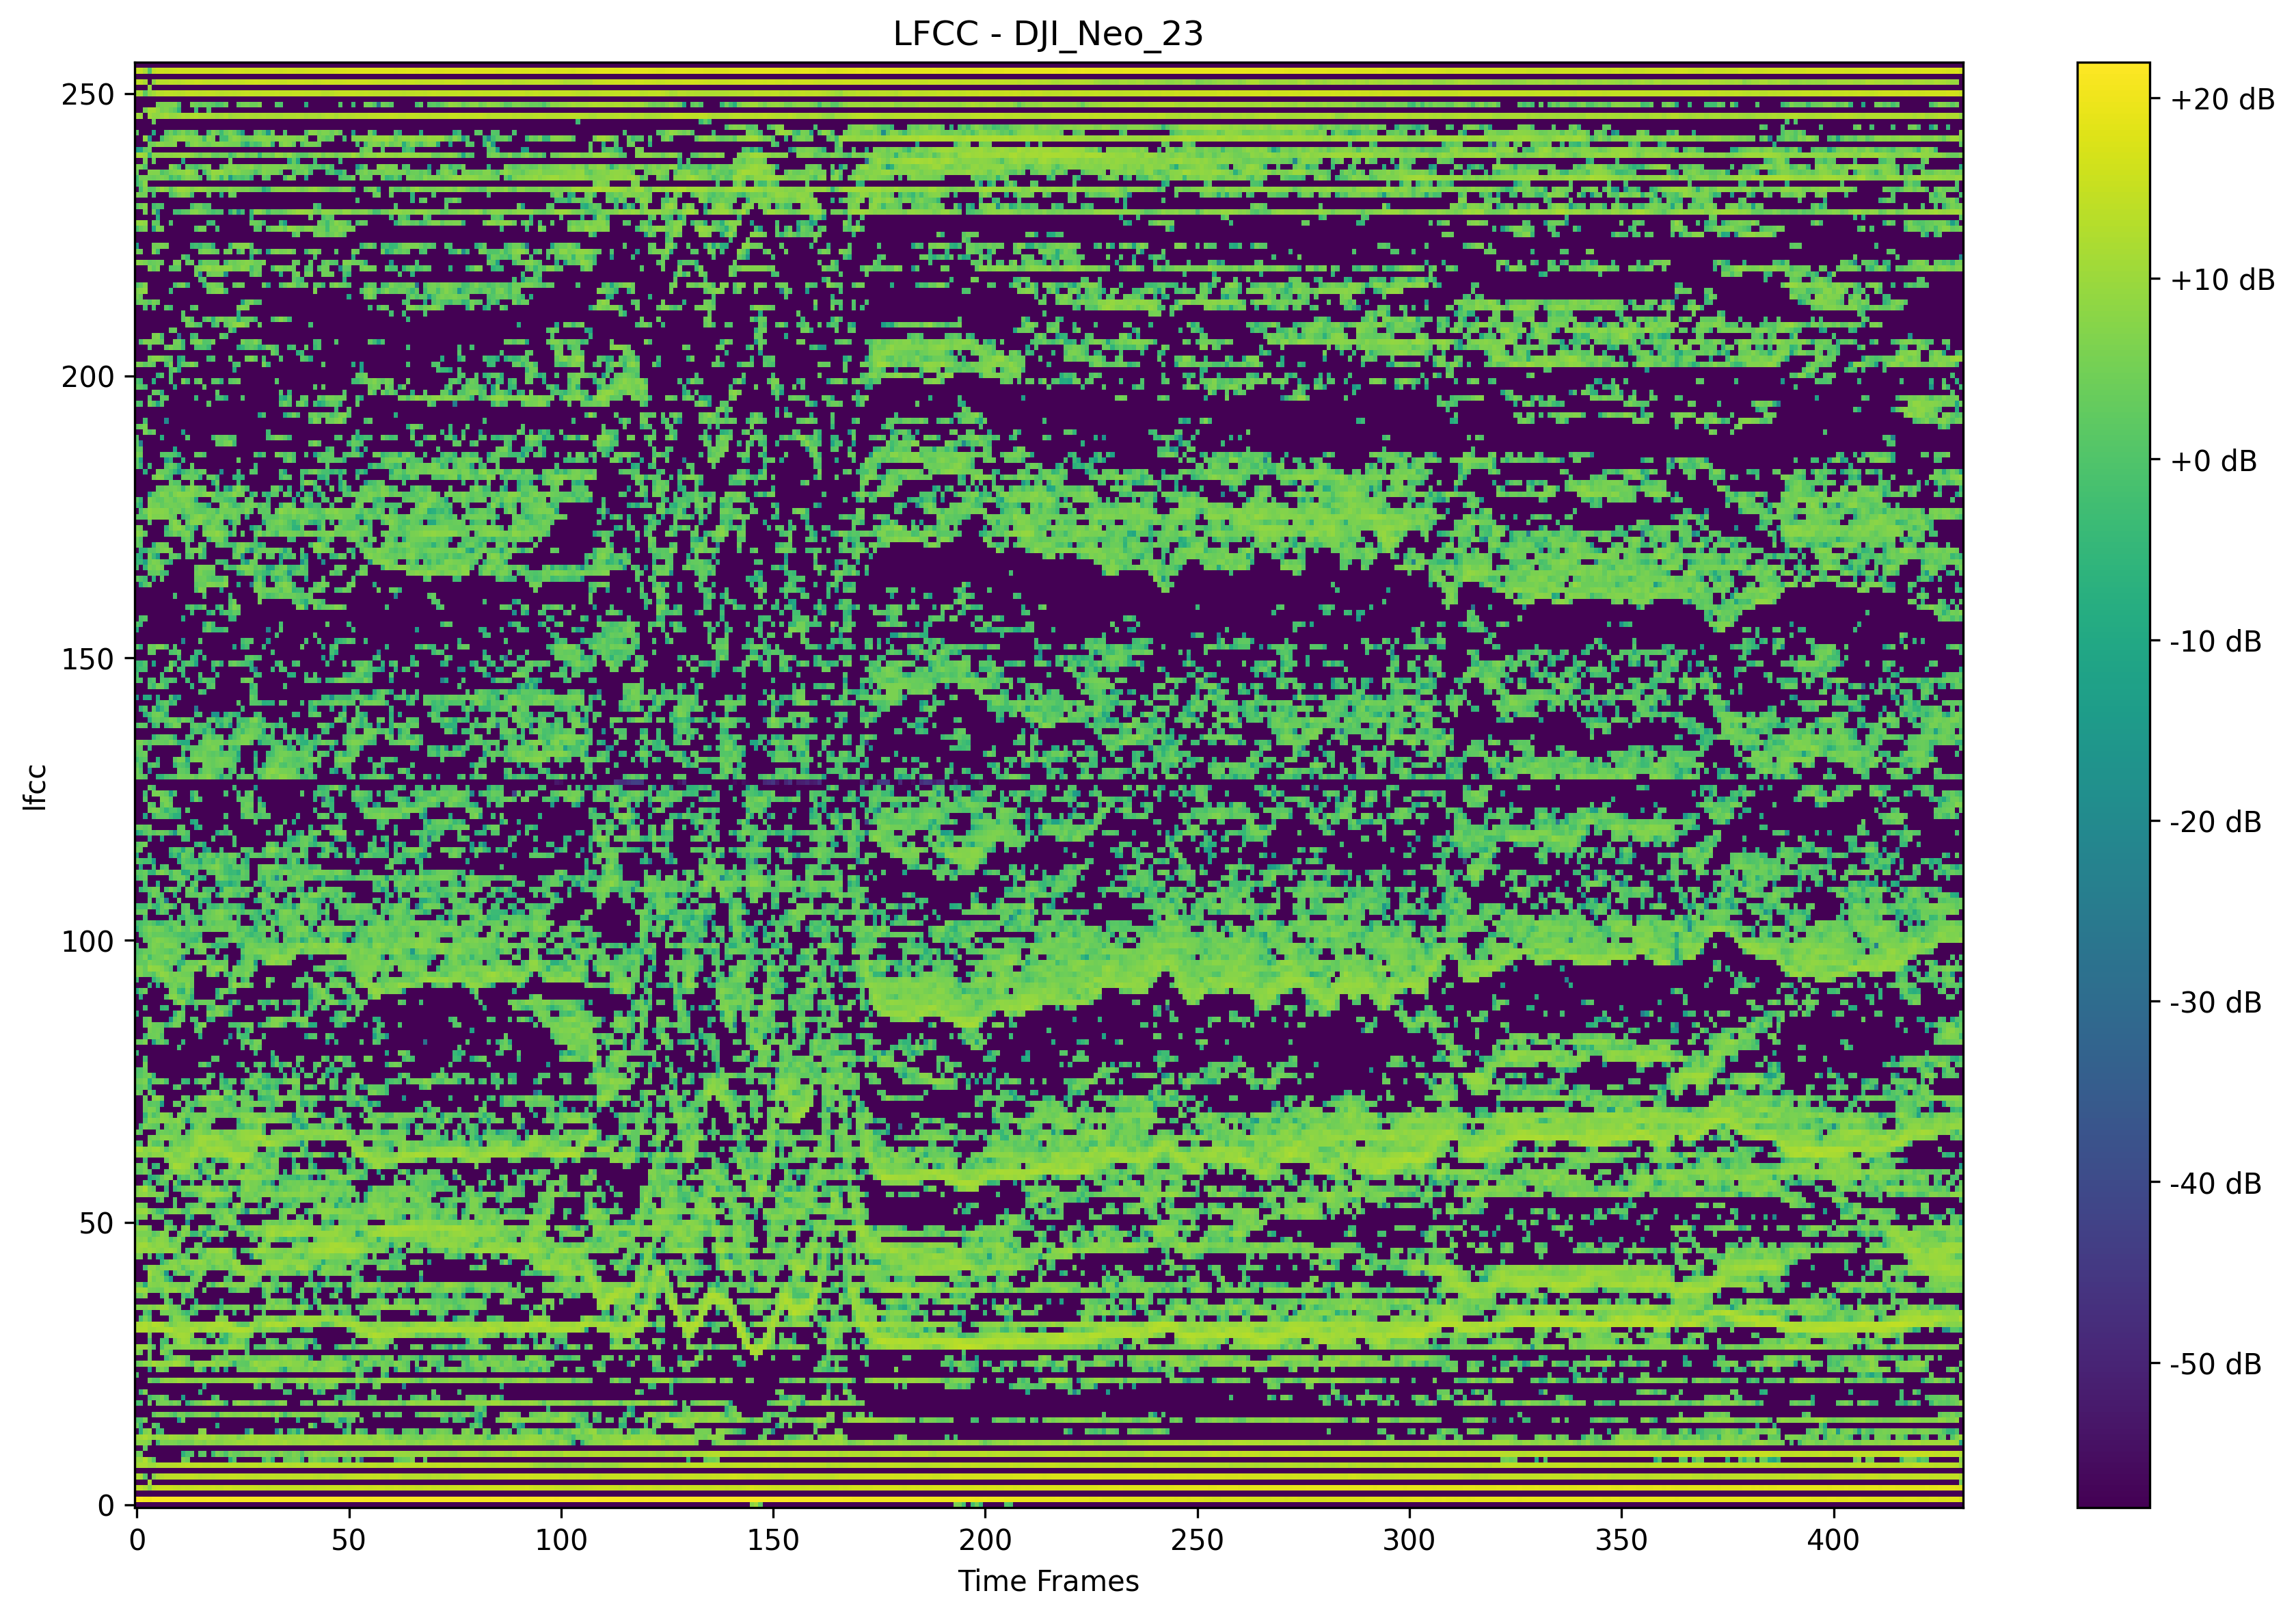 LFCC - DJI_Neo_23
250
200
150
100
50
0
lfcc
0 50 100 150 200 250 300 350 400
Time Frames
+20 dB
+10 dB
+0 dB
-10 dB
-20 dB
-30 dB
-40 dB
-50 dB